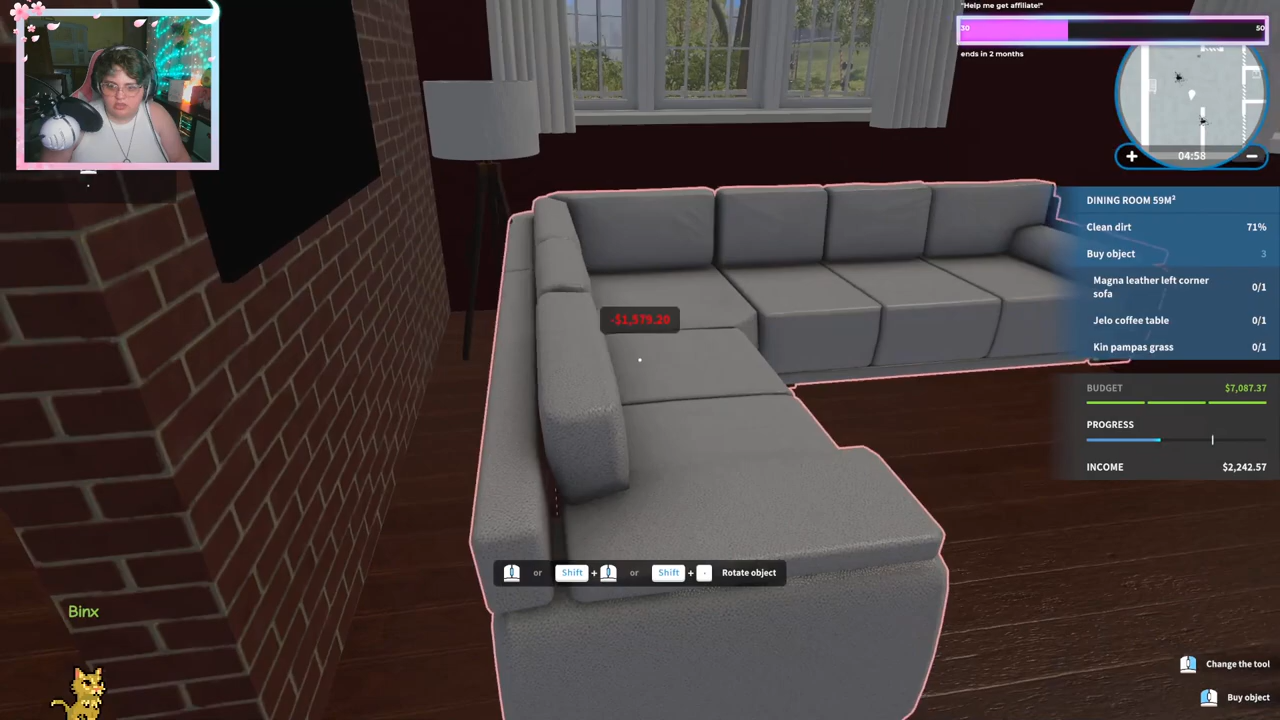 "Help me get affiliate!"
30
50
ends in 2 months
04:58
DINING ROOM 59M²
Clean dirt 71%
Buy object 3
Magna leather left corner
sofa 0/1
Jelo coffee table 0/1
Kin pampas grass 0/1
BUDGET $7,087.37
PROGRESS
INCOME $2,242.57
-$1,579.20
or Shift + or Shift + · Rotate object
Binx
Change the tool
Buy object